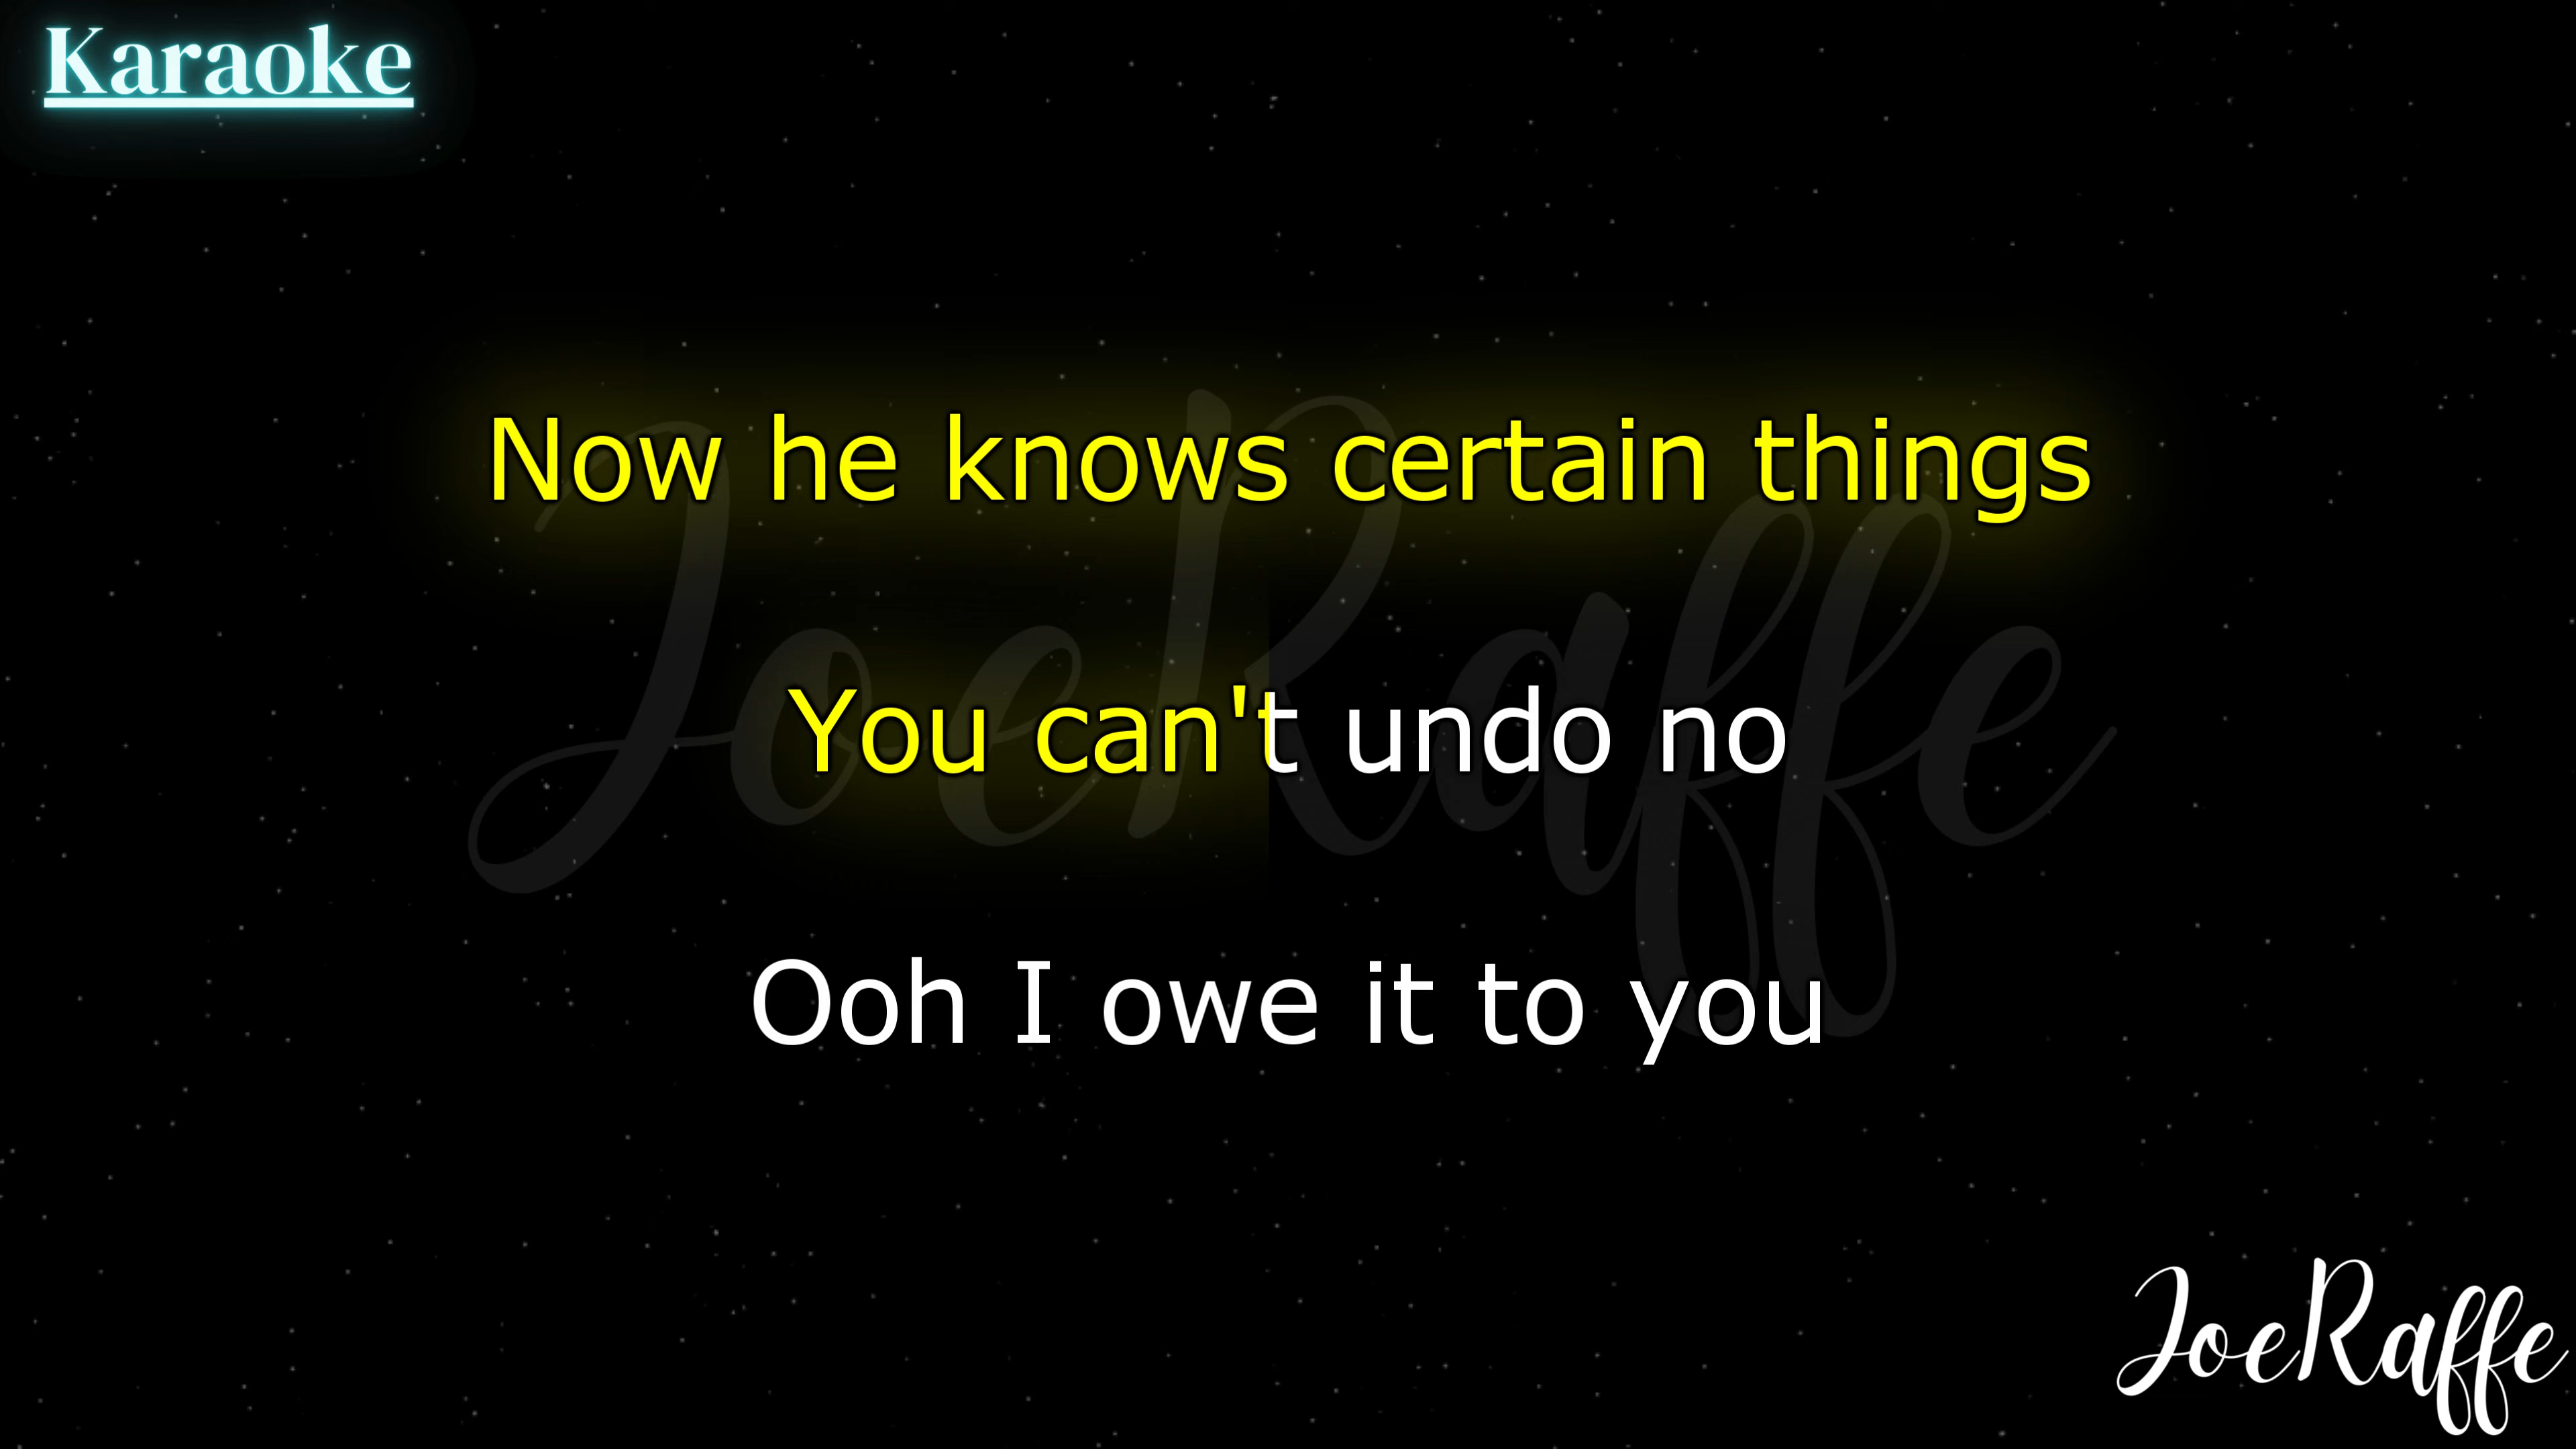 Karaoke
Now he knows certain things
You can't undo no
Ooh I owe it to you
JoeRaffe
JoeRaffe